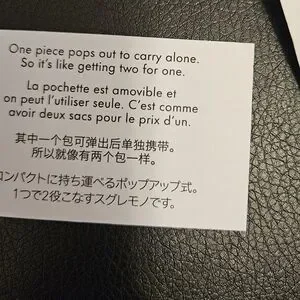 One piece pops out to carry alone.
So it's like getting two for one.
La pochette est amovible et
on peut l'utiliser seule. C'est comme
avoir deux sacs pour le prix d'un.
其中一个包可弹出后单独携带。
所以就像有两个包一样。
コンパクトに持ち運べるポップアップ式。
1つで2役こなすスグレモノです。